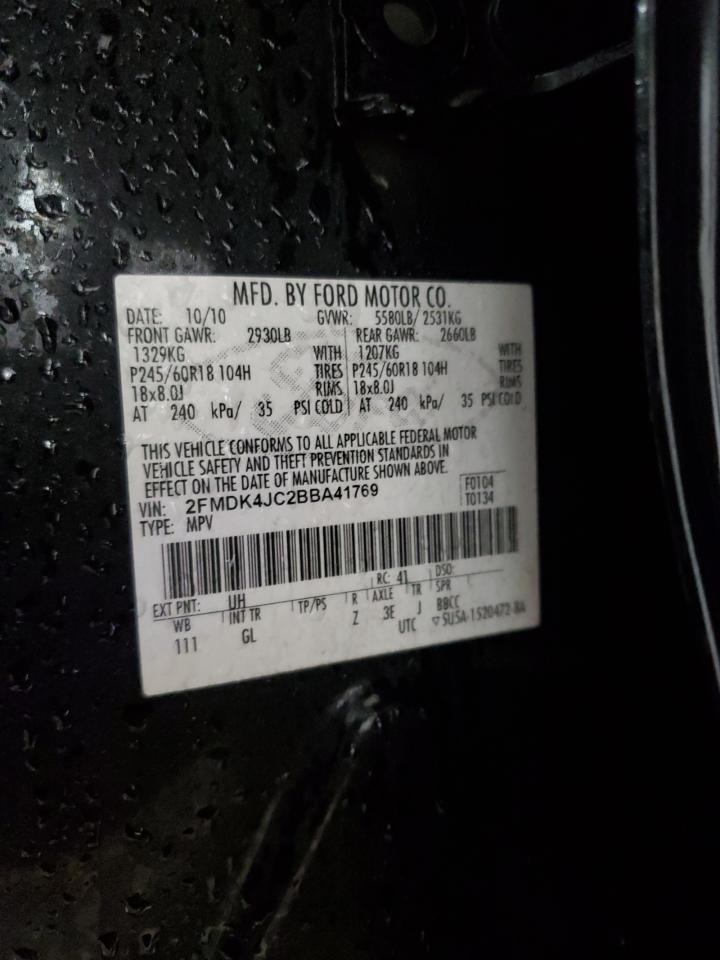 MFD. BY FORD MOTOR CO.
DATE: 10/10 GVWR: 5580LB/ 2531KG
FRONT GAWR: 2930LB REAR GAWR: 2660LB
1329KG WITH 1207KG WITH
P245/60R18 104H TIRES P245/60R18 104H TIRES
18x8.0J RIMS 18x8.0J RIMS
AT 240 kPa/ 35 PSI COLD AT 240 kPa/ 35 PSI COLD
THIS VEHICLE CONFORMS TO ALL APPLICABLE FEDERAL MOTOR
VEHICLE SAFETY AND THEFT PREVENTION STANDARDS IN
EFFECT ON THE DATE OF MANUFACTURE SHOWN ABOVE.
VIN: 2FMDK4JC2BBA41769 F0104
TYPE: MPV T0134
EXT PNT: UH RC: 41 DSO:
WB INT TR TP/PS R AXLE TR SPR
111 GL Z 3E J BBCC
UTC ▽5U5A-1520472-BA